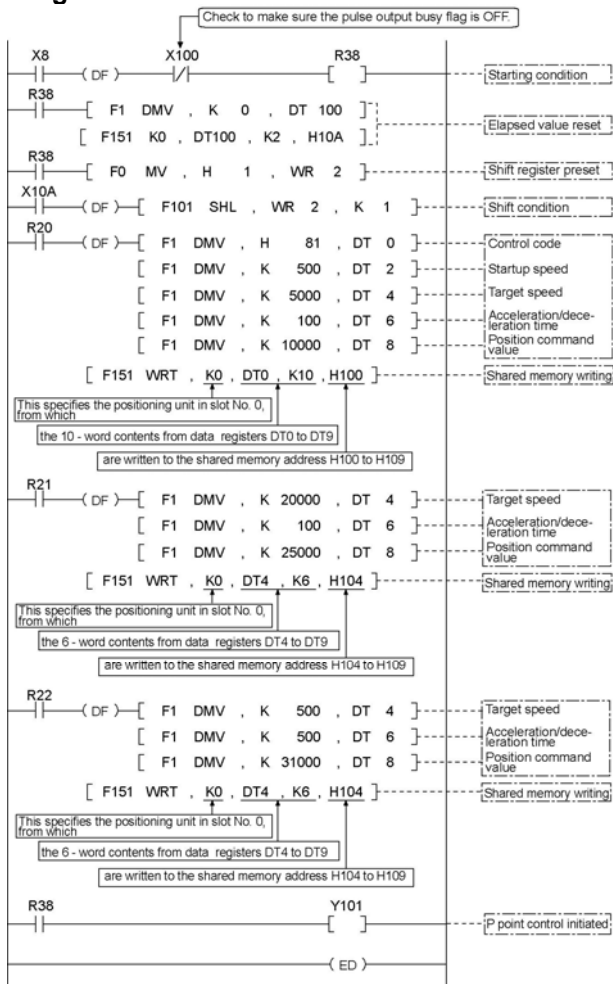 Check to make sure the pulse output busy flag is OFF.
X8 ( DF ) X100 R38 Starting condition
R38 F1 DMV , K 0 , DT 100
F151 K0 , DT100 , K2 , H10A Elapsed value reset
R38 F0 MV , H 1 , WR 2 Shift register preset
X10A ( DF ) F101 SHL , WR 2 , K 1 Shift condition
R20 ( DF ) F1 DMV , H 81 , DT 0 Control code
F1 DMV , K 500 , DT 2 Startup speed
F1 DMV , K 5000 , DT 4 Target speed
F1 DMV , K 100 , DT 6 Acceleration/dece-
leration time
F1 DMV , K 10000 , DT 8 Position command
value
F151 WRT , K0 , DT0 , K10 , H100 Shared memory writing
This specifies the positioning unit in slot No. 0,
from which
the 10 - word contents from data registers DT0 to DT9
are written to the shared memory address H100 to H109
R21 ( DF ) F1 DMV , K 20000 , DT 4 Target speed
F1 DMV , K 100 , DT 6 Acceleration/dece-
leration time
F1 DMV , K 25000 , DT 8 Position command
value
F151 WRT , K0 , DT4 , K6 , H104 Shared memory writing
This specifies the positioning unit in slot No. 0,
from which
the 6 - word contents from data registers DT4 to DT9
are written to the shared memory address H104 to H109
R22 ( DF ) F1 DMV , K 500 , DT 4 Target speed
F1 DMV , K 500 , DT 6 Acceleration/dece-
leration time
F1 DMV , K 31000 , DT 8 Position command
value
F151 WRT , K0 , DT4 , K6 , H104 Shared memory writing
This specifies the positioning unit in slot No. 0,
from which
the 6 - word contents from data registers DT4 to DT9
are written to the shared memory address H104 to H109
R38 Y101 P point control initiated
( ED )